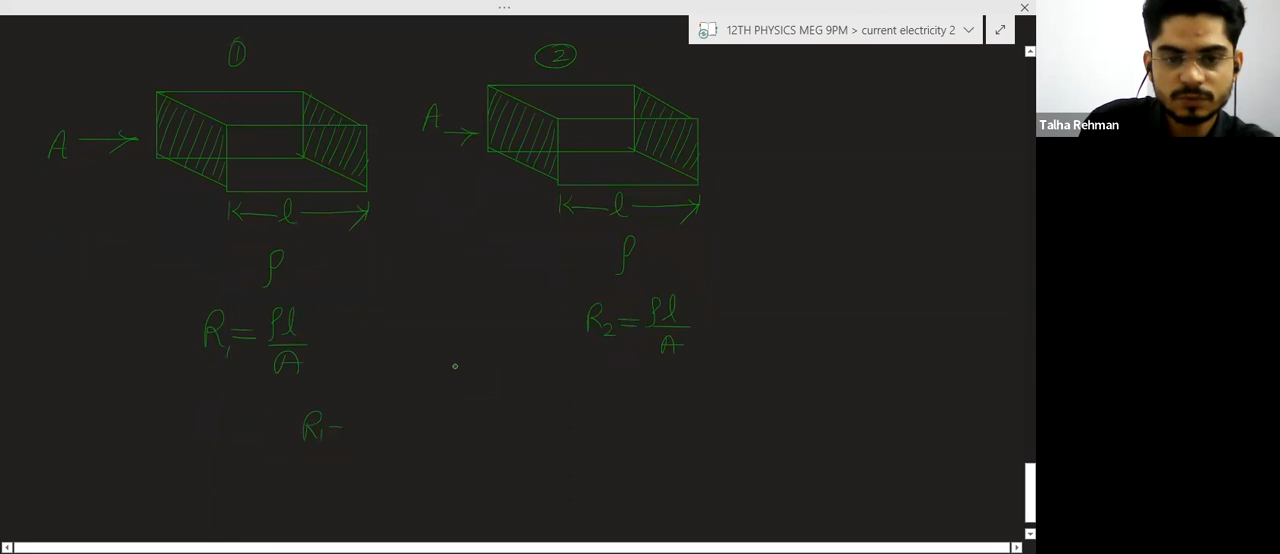 12TH PHYSICS MEG 9PM > current electricity 2
Talha Rehman
① ②
A A
l l
ρ ρ
R₁ = ρl/A R₂ = ρl/A
R₁ -